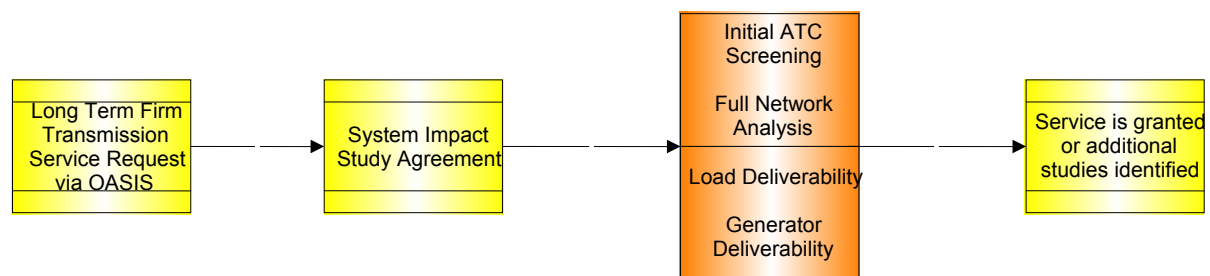 Long Term Firm
Transmission
Service Request
via OASIS
System Impact
Study Agreement
Initial ATC
Screening
Full Network
Analysis
Load Deliverability
Generator
Deliverability
Service is granted
or additional
studies identified